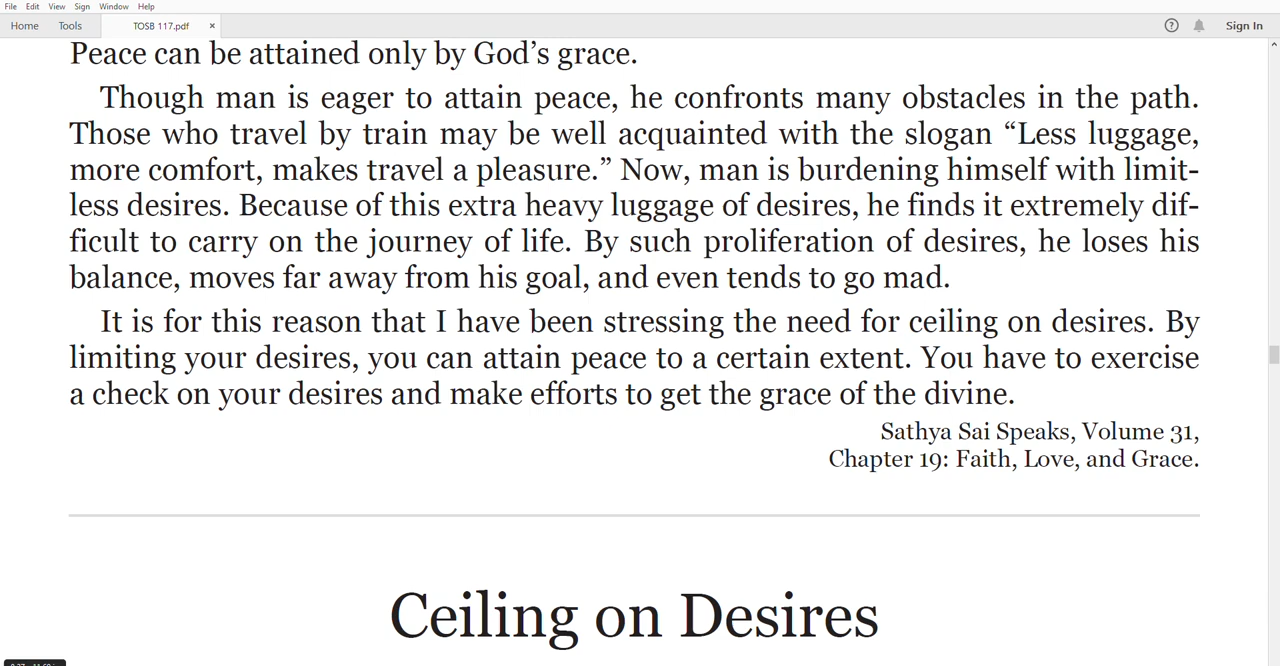 File Edit View Sign Window Help
Home Tools TOSB 117.pdf × ? Sign In
Peace can be attained only by God’s grace.
Though man is eager to attain peace, he confronts many obstacles in the path.
Those who travel by train may be well acquainted with the slogan “Less luggage,
more comfort, makes travel a pleasure.” Now, man is burdening himself with limit-
less desires. Because of this extra heavy luggage of desires, he finds it extremely dif-
ficult to carry on the journey of life. By such proliferation of desires, he loses his
balance, moves far away from his goal, and even tends to go mad.
It is for this reason that I have been stressing the need for ceiling on desires. By
limiting your desires, you can attain peace to a certain extent. You have to exercise
a check on your desires and make efforts to get the grace of the divine.
Sathya Sai Speaks, Volume 31,
Chapter 19: Faith, Love, and Grace.
Ceiling on Desires